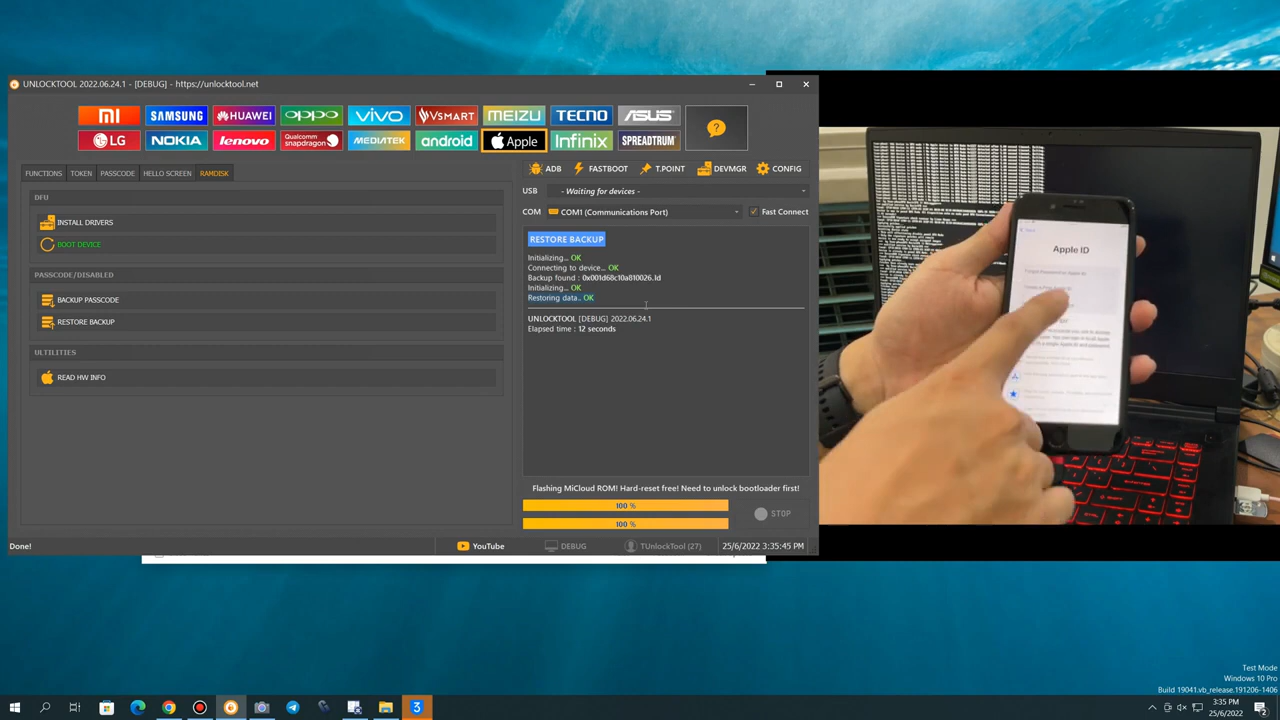 UNLOCKTOOL 2022.06.24.1 - [DEBUG] - https://unlocktool.net
MI SAMSUNG HUAWEI OPPO VIVO VSMART MEIZU TECNO ASUS ?
LG NOKIA lenovo Qualcomm snapdragon MEDIATEK android Apple Infinix SPREADTRUM
FUNCTIONS TOKEN PASSCODE HELLO SCREEN RAMDISK
ADB FASTBOOT T.POINT DEVMGR CONFIG
USB - Waiting for devices -
COM COM1 (Communications Port) Fast Connect
DFU
INSTALL DRIVERS
BOOT DEVICE
PASSCODE/DISABLED
BACKUP PASSCODE
RESTORE BACKUP
ULTILITIES
READ HW INFO
RESTORE BACKUP
Initializing... OK
Connecting to device... OK
Backup found : 0x001d68c10a810026.ld
Initializing... OK
Restoring data.. OK
UNLOCKTOOL [DEBUG] 2022.06.24.1
Elapsed time : 12 seconds
Flashing MiCloud ROM! Hard-reset free! Need to unlock bootloader first!
100 %
100 %
STOP
Done! YouTube DEBUG TUnlockTool (27) 25/6/2022 3:35:45 PM
Apple ID
Test Mode
Windows 10 Pro
Build 19041.vb_release.191206-1406
3:35 PM
25/6/2022
3
2